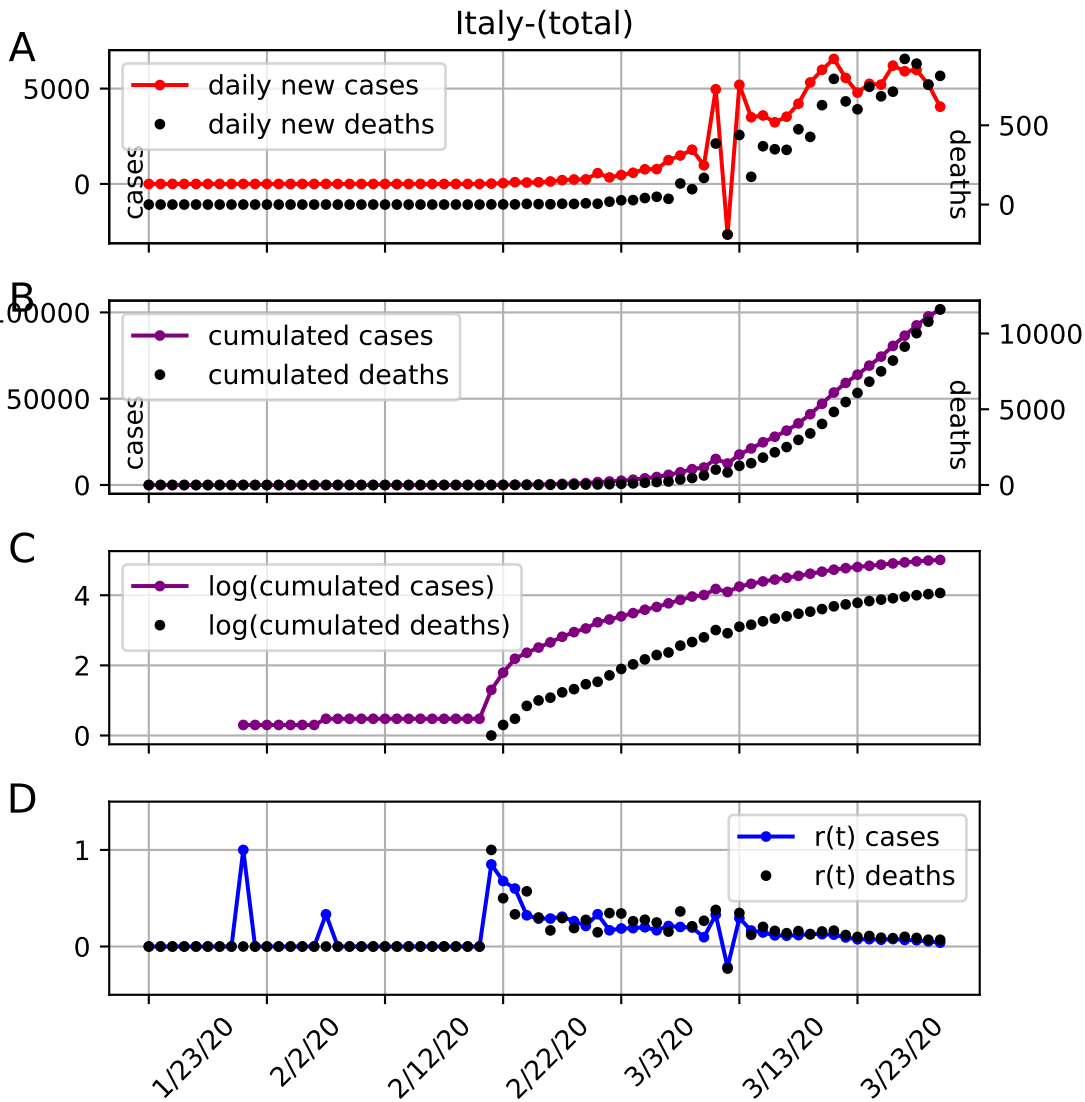 Italy-(total)
A
daily new cases
daily new deaths
5000
0
cases
500
0
deaths
B
cumulated cases
cumulated deaths
100000
50000
0
cases
10000
5000
0
deaths
C
log(cumulated cases)
log(cumulated deaths)
4
2
0
D
r(t) cases
r(t) deaths
1
0
1/23/20
2/2/20
2/12/20
2/22/20
3/3/20
3/13/20
3/23/20